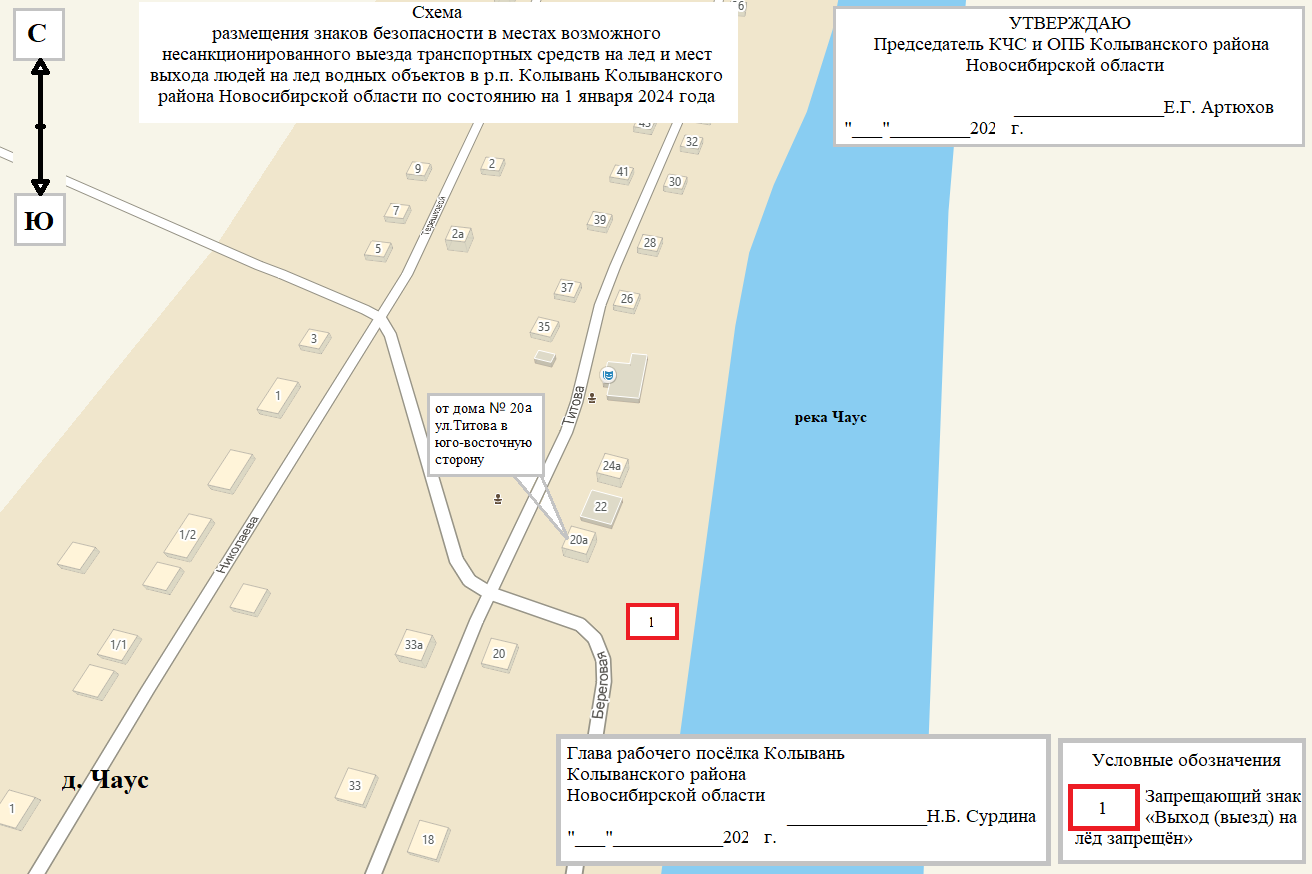 Схема
размещения знаков безопасности в местах возможного
несанкционированного выезда транспортных средств на лед и мест
выхода людей на лед водных объектов в р.п. Колывань Колыванского
района Новосибирской области по состоянию на 1 января 2024 года
УТВЕРЖДАЮ
Председатель КЧС и ОПБ Колыванского района
Новосибирской области
________________Е.Г. Артюхов
"___"_________202 г.
С
Ю
32
9
2
41
30
7
39
Терешковой
2а
5
28
37
26
35
3
1
Титова
от дома № 20а
ул.Титова в
юго-восточную
сторону
река Чаус
24а
22
20а
1/2
Николаева
1
1/1
33а
20
Береговая
д. Чаус
33
1
18
Глава рабочего посёлка Колывань
Колыванского района
Новосибирской области
_______________Н.Б. Сурдина
"___"____________202 г.
Условные обозначения
1
Запрещающий знак
«Выход (выезд) на
лёд запрещён»